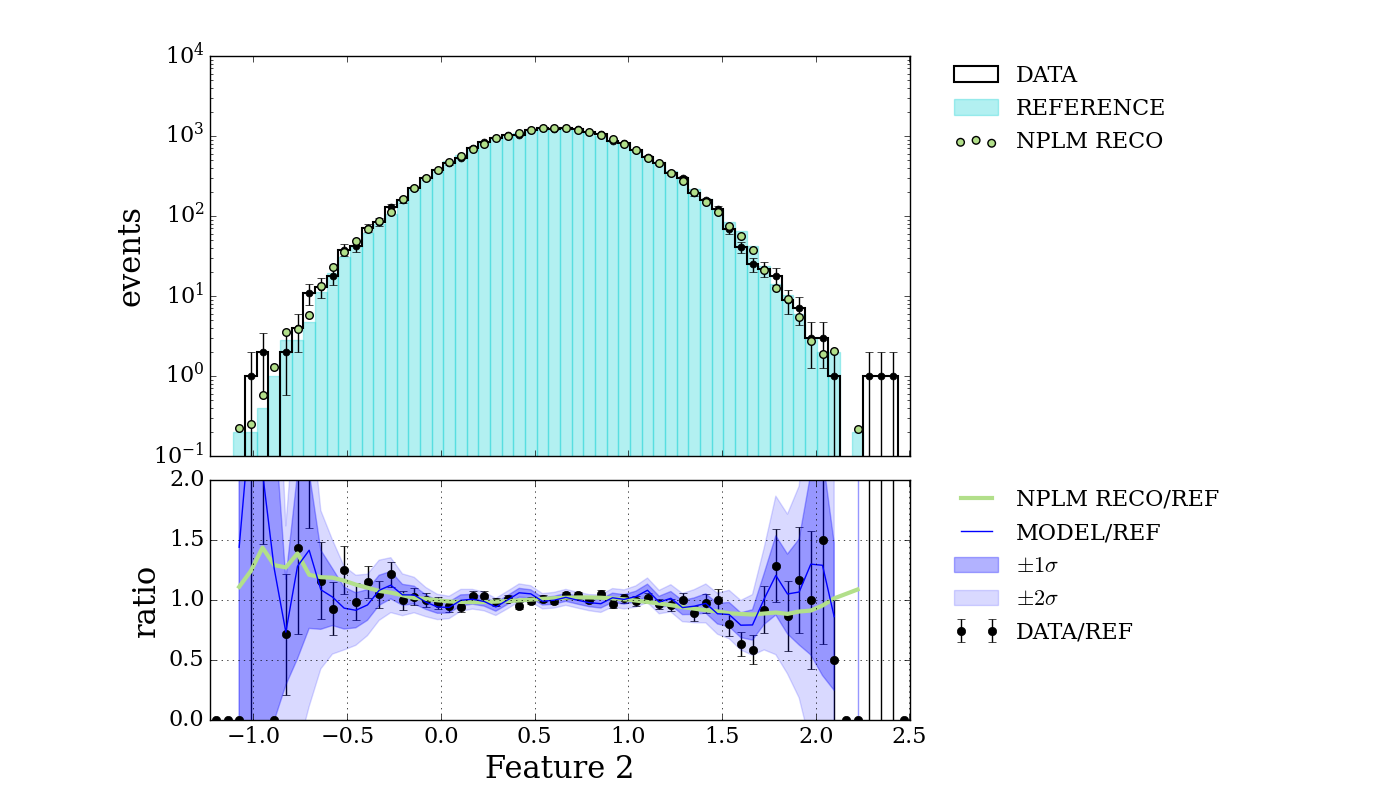 10^4
10^3
10^2
10^1
10^0
10^−1
events
DATA
REFERENCE
NPLM RECO
2.0
1.5
1.0
0.5
0.0
ratio
−1.0 −0.5 0.0 0.5 1.0 1.5 2.0 2.5
Feature 2
NPLM RECO/REF
MODEL/REF
±1σ
±2σ
DATA/REF